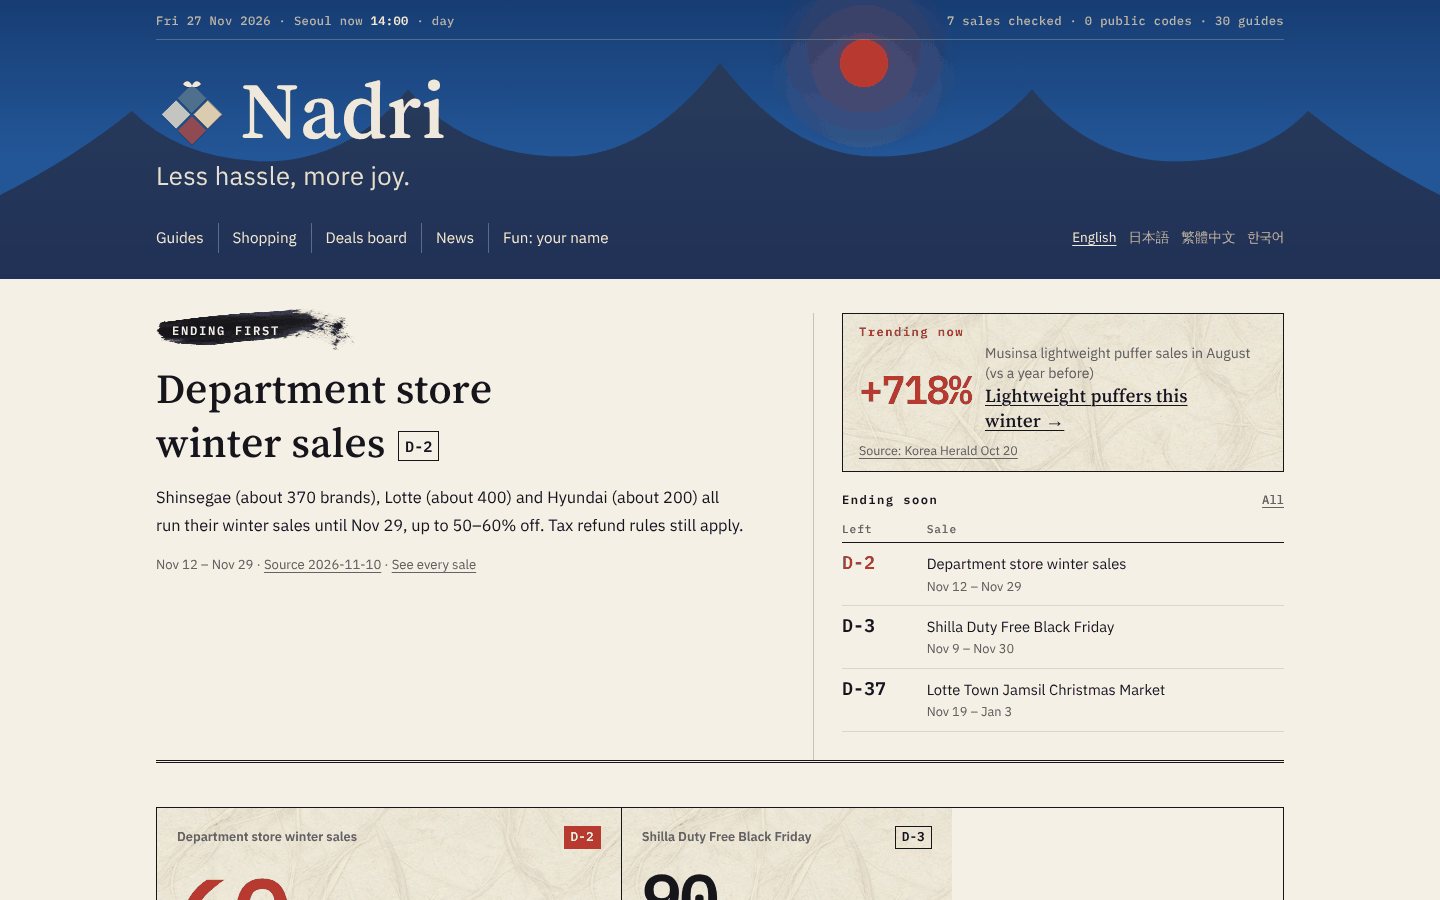 Fri 27 Nov 2026 · Seoul now 14:00 · day
7 sales checked · 0 public codes · 30 guides
Nadri
Less hassle, more joy.
Guides
Shopping
Deals board
News
Fun: your name
English
日本語
繁體中文
한국어
ENDING FIRST
Department store
winter sales D-2
Shinsegae (about 370 brands), Lotte (about 400) and Hyundai (about 200) all
run their winter sales until Nov 29, up to 50–60% off. Tax refund rules still apply.
Nov 12 – Nov 29 · Source 2026-11-10 · See every sale
Trending now
+718%
Musinsa lightweight puffer sales in August
(vs a year before)
Lightweight puffers this
winter →
Source: Korea Herald Oct 20
Ending soon
All
Left Sale
D-2 Department store winter sales
Nov 12 – Nov 29
D-3 Shilla Duty Free Black Friday
Nov 9 – Nov 30
D-37 Lotte Town Jamsil Christmas Market
Nov 19 – Jan 3
Department store winter sales D-2
Shilla Duty Free Black Friday D-3
60
90